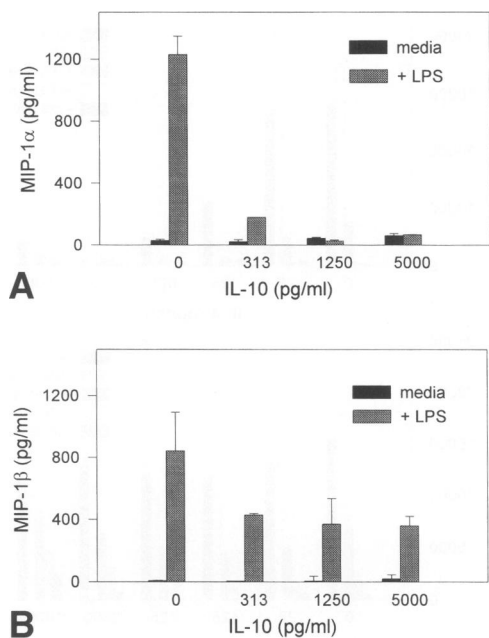 1200
800
400
0
MIP-1α (pg/ml)
media
+ LPS
0 313 1250 5000
IL-10 (pg/ml)
A
1200
800
400
0
MIP-1β (pg/ml)
media
+ LPS
0 313 1250 5000
IL-10 (pg/ml)
B